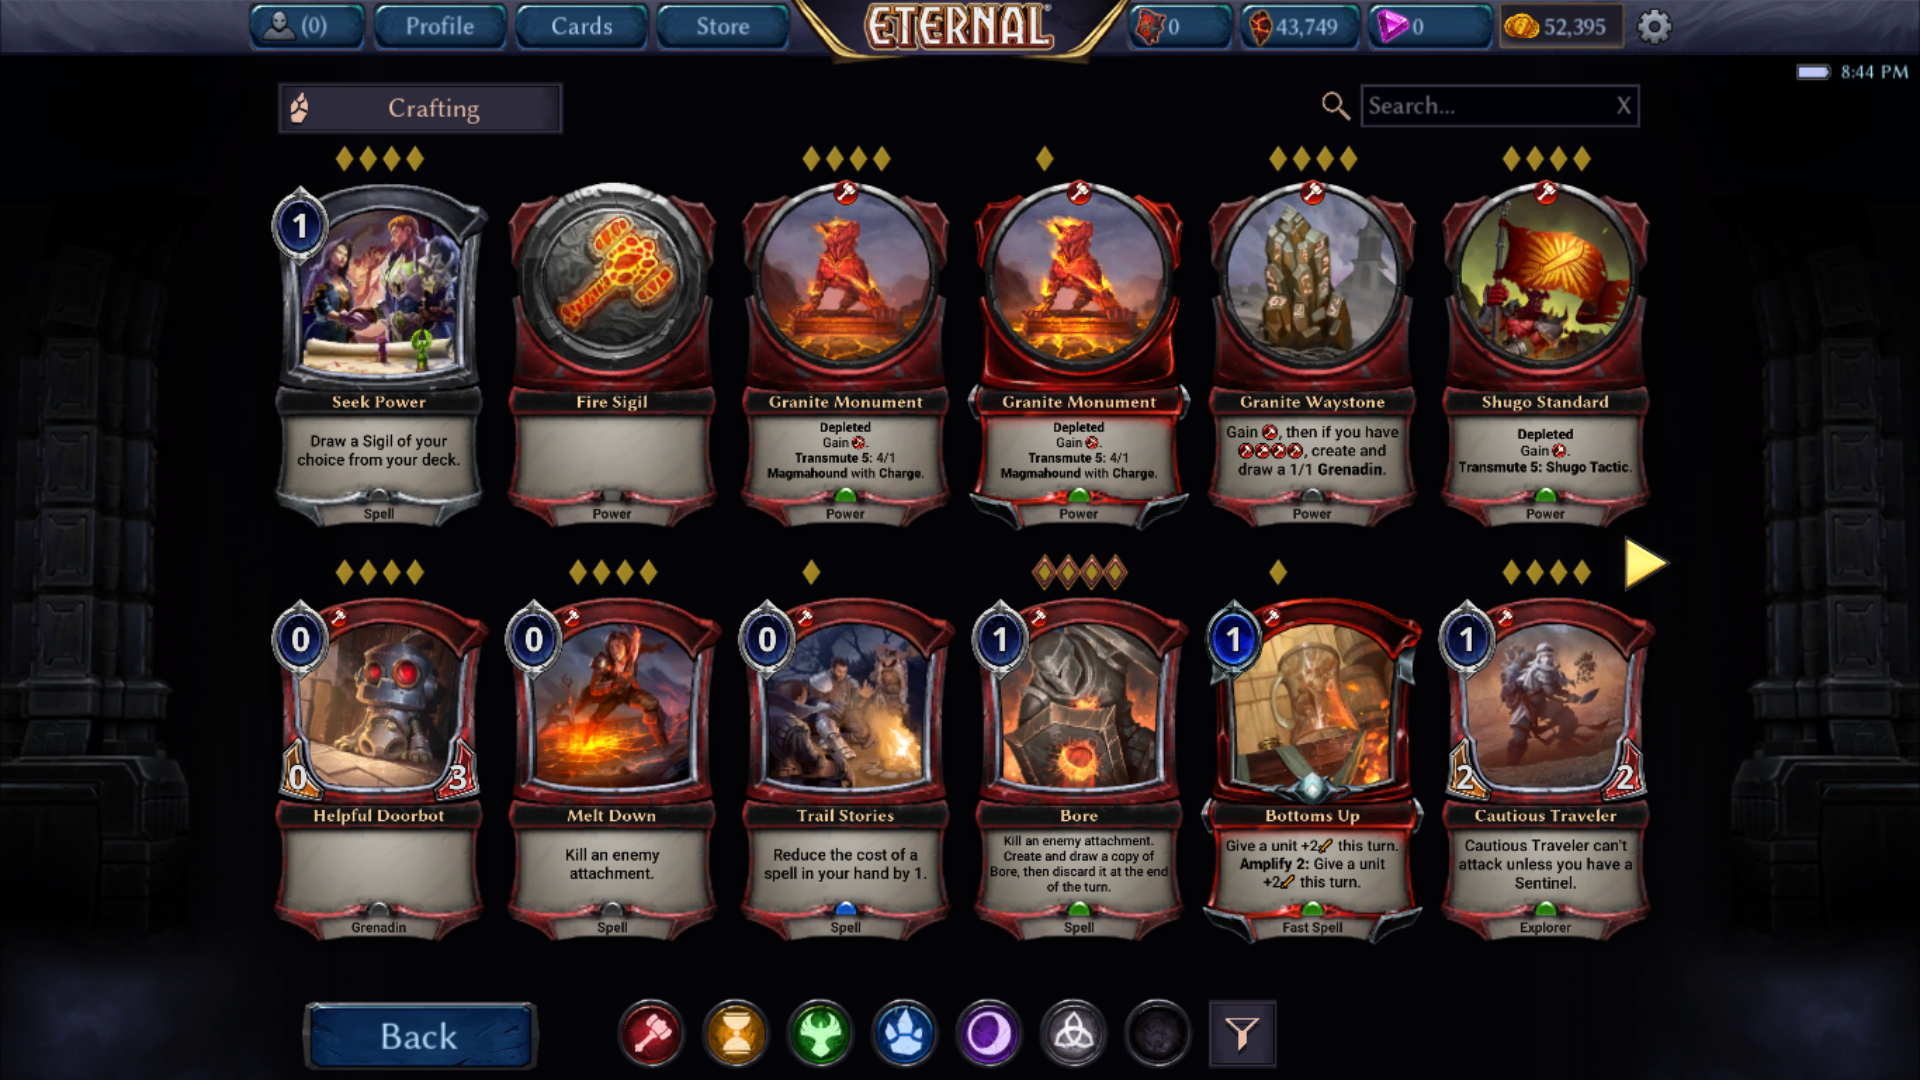 (0)
Profile
Cards
Store
ETERNAL
0
43,749
0
52,395
8:44 PM
Crafting
Search...
X
1
Seek Power
Draw a Sigil of your
choice from your deck.
Spell
Fire Sigil
Power
Granite Monument
Depleted
Gain .
Transmute 5: 4/1
Magmahound with Charge.
Power
Granite Monument
Depleted
Gain .
Transmute 5: 4/1
Magmahound with Charge.
Power
Granite Waystone
Gain , then if you have
, create and
draw a 1/1 Grenadin.
Power
Shugo Standard
Depleted
Gain .
Transmute 5: Shugo Tactic.
Power
0
0
3
Helpful Doorbot
Grenadin
0
Melt Down
Kill an enemy
attachment.
Spell
0
Trail Stories
Reduce the cost of a
spell in your hand by 1.
Spell
1
Bore
Kill an enemy attachment.
Create and draw a copy of
Bore, then discard it at the end
of the turn.
Spell
1
Bottoms Up
Give a unit +2 this turn.
Amplify 2: Give a unit
+2 this turn.
Fast Spell
1
2
2
Cautious Traveler
Cautious Traveler can't
attack unless you have a
Sentinel.
Explorer
Back